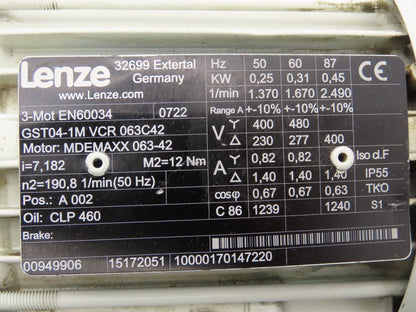 Lenze 32699 Extertal Germany
www.Lenze.com
3-Mot EN60034 0722
GST04-1M VCR 063C42
Motor: MDEMAXX 063-42
i=7,182 M2=12 Nm
n2=190,8 1/min(50 Hz)
Pos.: A 002
Oil: CLP 460
Brake:
00949906 15172051 10000170147220
Hz 50 60 87
KW 0,25 0,31 0,45
1/min 1.370 1.670 2.490
Range A +-10% +-10% +-10%
V Y 400 480
△ 230 277 400
A Y 0,82 0,82 Iso cl.F
△ 1,40 1,40 1,40 IP55
cosφ 0,67 0,67 0,63 TKO
C 86 1239 1240 S1
CE